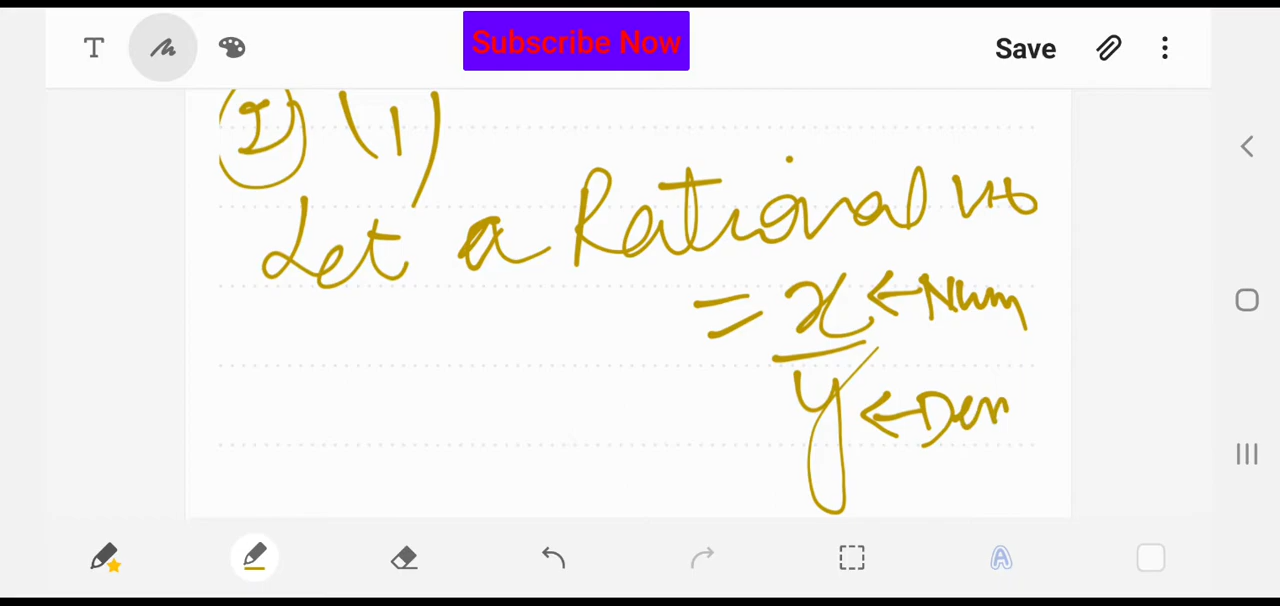 T Subscribe Now Save
(I) (1)
Let a Rational no
= x ← Num
y ← Den
A